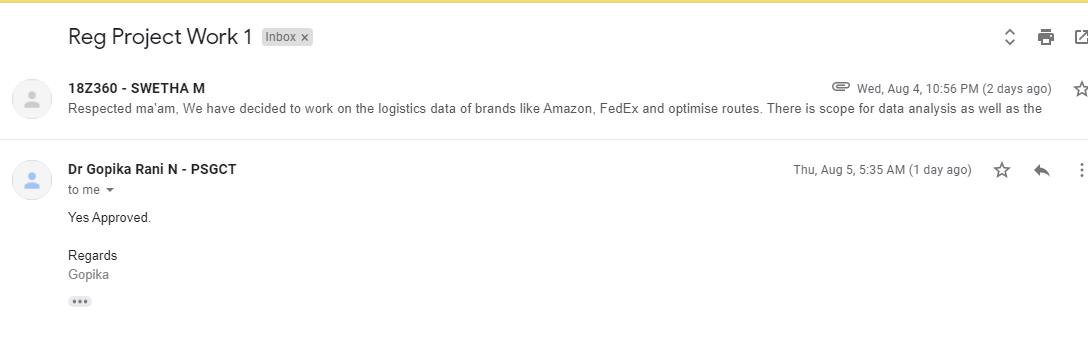 Reg Project Work 1 Inbox ×
18Z360 - SWETHA M Wed, Aug 4, 10:56 PM (2 days ago)
Respected ma'am, We have decided to work on the logistics data of brands like Amazon, FedEx and optimise routes. There is scope for data analysis as well as the
Dr Gopika Rani N - PSGCT Thu, Aug 5, 5:35 AM (1 day ago)
to me
Yes Approved.
Regards
Gopika